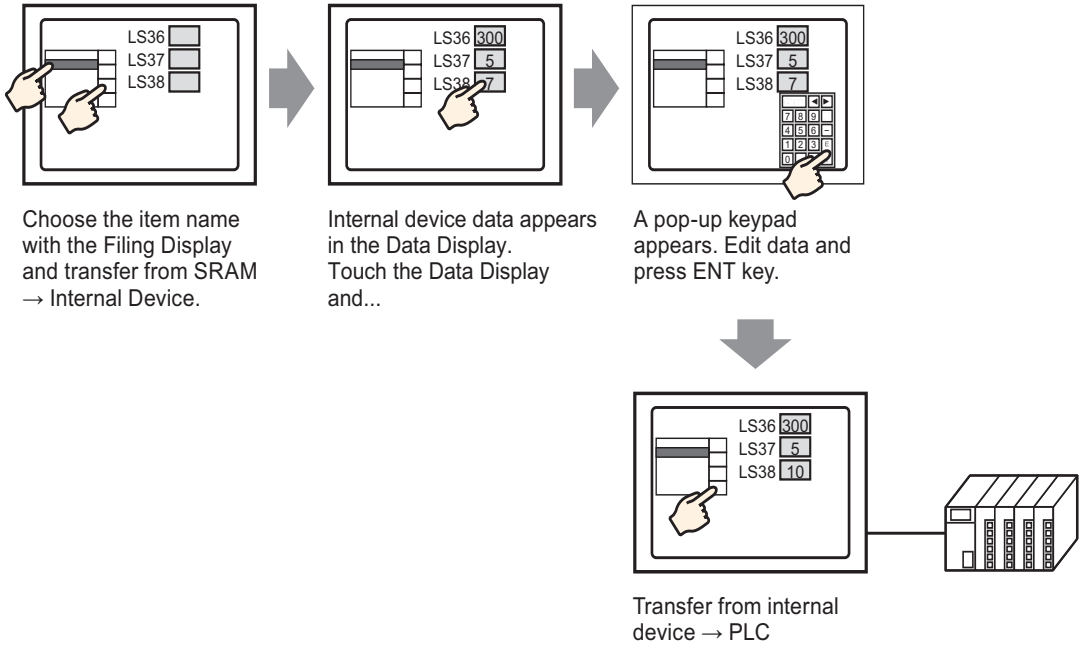 LS36
LS37
LS38
LS36 300
LS37 5
LS38 7
LS36 300
LS37 5
LS38 7
7 8 9
4 5 6 -
1 2 3 E
0
Choose the item name
with the Filing Display
and transfer from SRAM
→ Internal Device.
Internal device data appears
in the Data Display.
Touch the Data Display
and...
A pop-up keypad
appears. Edit data and
press ENT key.
LS36 300
LS37 5
LS38 10
Transfer from internal
device → PLC